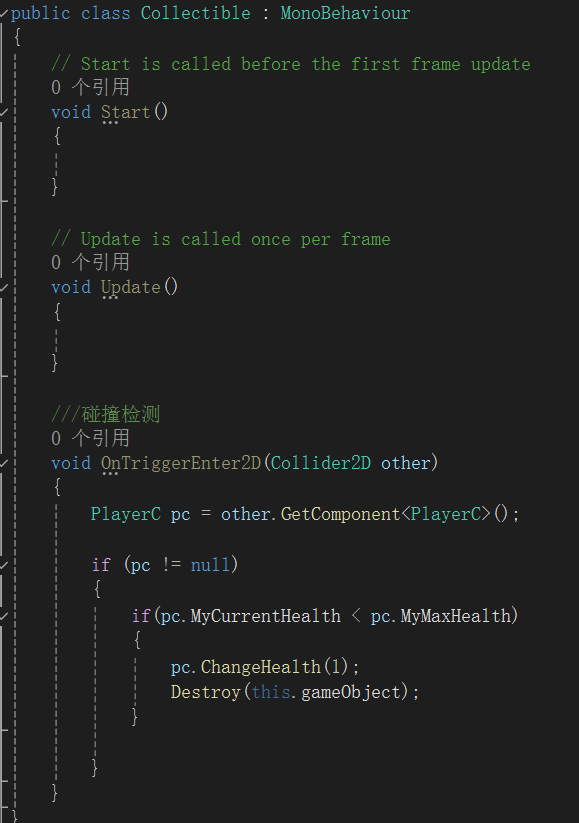 public class Collectible : MonoBehaviour
{
// Start is called before the first frame update
0 个引用
void Start()
{
}
// Update is called once per frame
0 个引用
void Update()
{
}
///碰撞检测
0 个引用
void OnTriggerEnter2D(Collider2D other)
{
PlayerC pc = other.GetComponent<PlayerC>();
if (pc != null)
{
if(pc.MyCurrentHealth < pc.MyMaxHealth)
{
pc.ChangeHealth(1);
Destroy(this.gameObject);
}
}
}
}